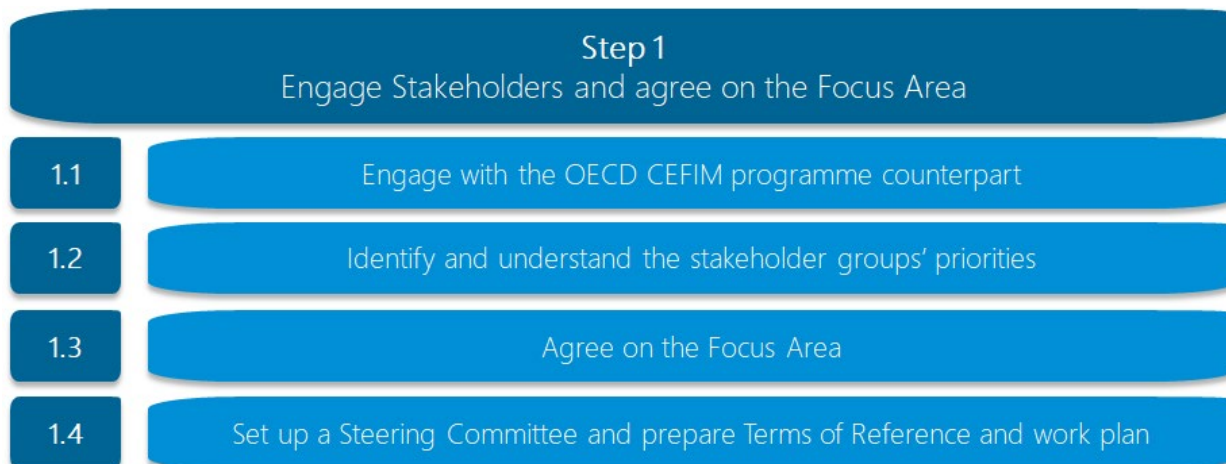 Step 1
Engage Stakeholders and agree on the Focus Area
1.1 Engage with the OECD CEFIM programme counterpart
1.2 Identify and understand the stakeholder groups’ priorities
1.3 Agree on the Focus Area
1.4 Set up a Steering Committee and prepare Terms of Reference and work plan